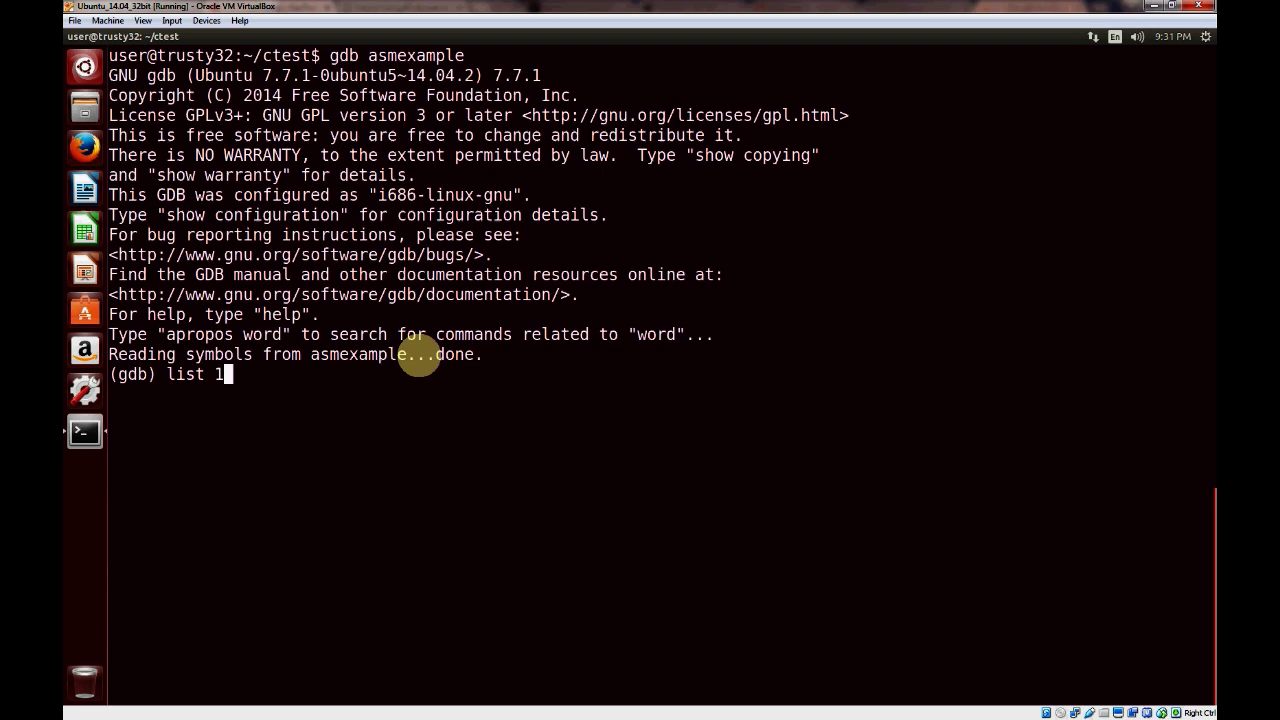 Ubuntu_14.04_32bit [Running] - Oracle VM VirtualBox
File Machine View Input Devices Help
user@trusty32: ~/ctest En 9:31 PM
user@trusty32:~/ctest$ gdb asmexample
GNU gdb (Ubuntu 7.7.1-0ubuntu5~14.04.2) 7.7.1
Copyright (C) 2014 Free Software Foundation, Inc.
License GPLv3+: GNU GPL version 3 or later <http://gnu.org/licenses/gpl.html>
This is free software: you are free to change and redistribute it.
There is NO WARRANTY, to the extent permitted by law.  Type "show copying"
and "show warranty" for details.
This GDB was configured as "i686-linux-gnu".
Type "show configuration" for configuration details.
For bug reporting instructions, please see:
<http://www.gnu.org/software/gdb/bugs/>.
Find the GDB manual and other documentation resources online at:
<http://www.gnu.org/software/gdb/documentation/>.
For help, type "help".
Type "apropos word" to search for commands related to "word"...
Reading symbols from asmexample...done.
(gdb) list 1
Right Ctrl